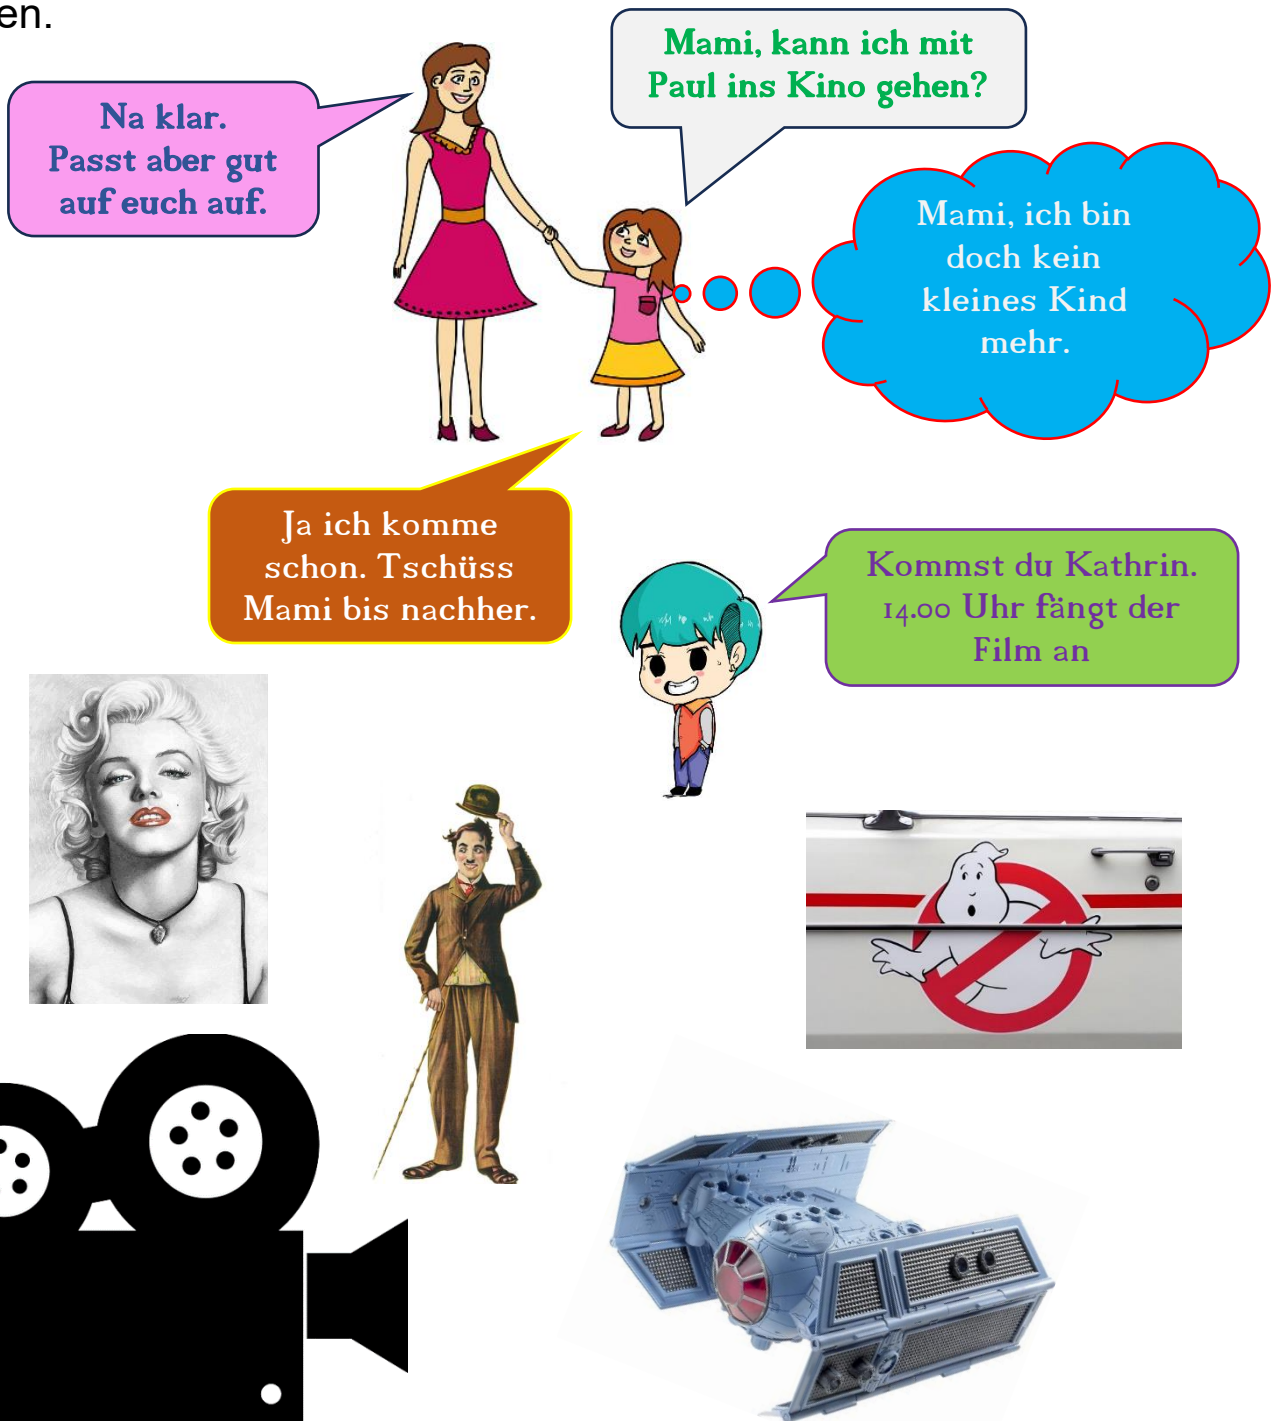 en.
Mami, kann ich mit
Paul ins Kino gehen?
Na klar.
Passt aber gut
auf euch auf.
Mami, ich bin
doch kein
kleines Kind
mehr.
Ja ich komme
schon. Tschüss
Mami bis nachher.
Kommst du Kathrin.
14.00 Uhr fängt der
Film an